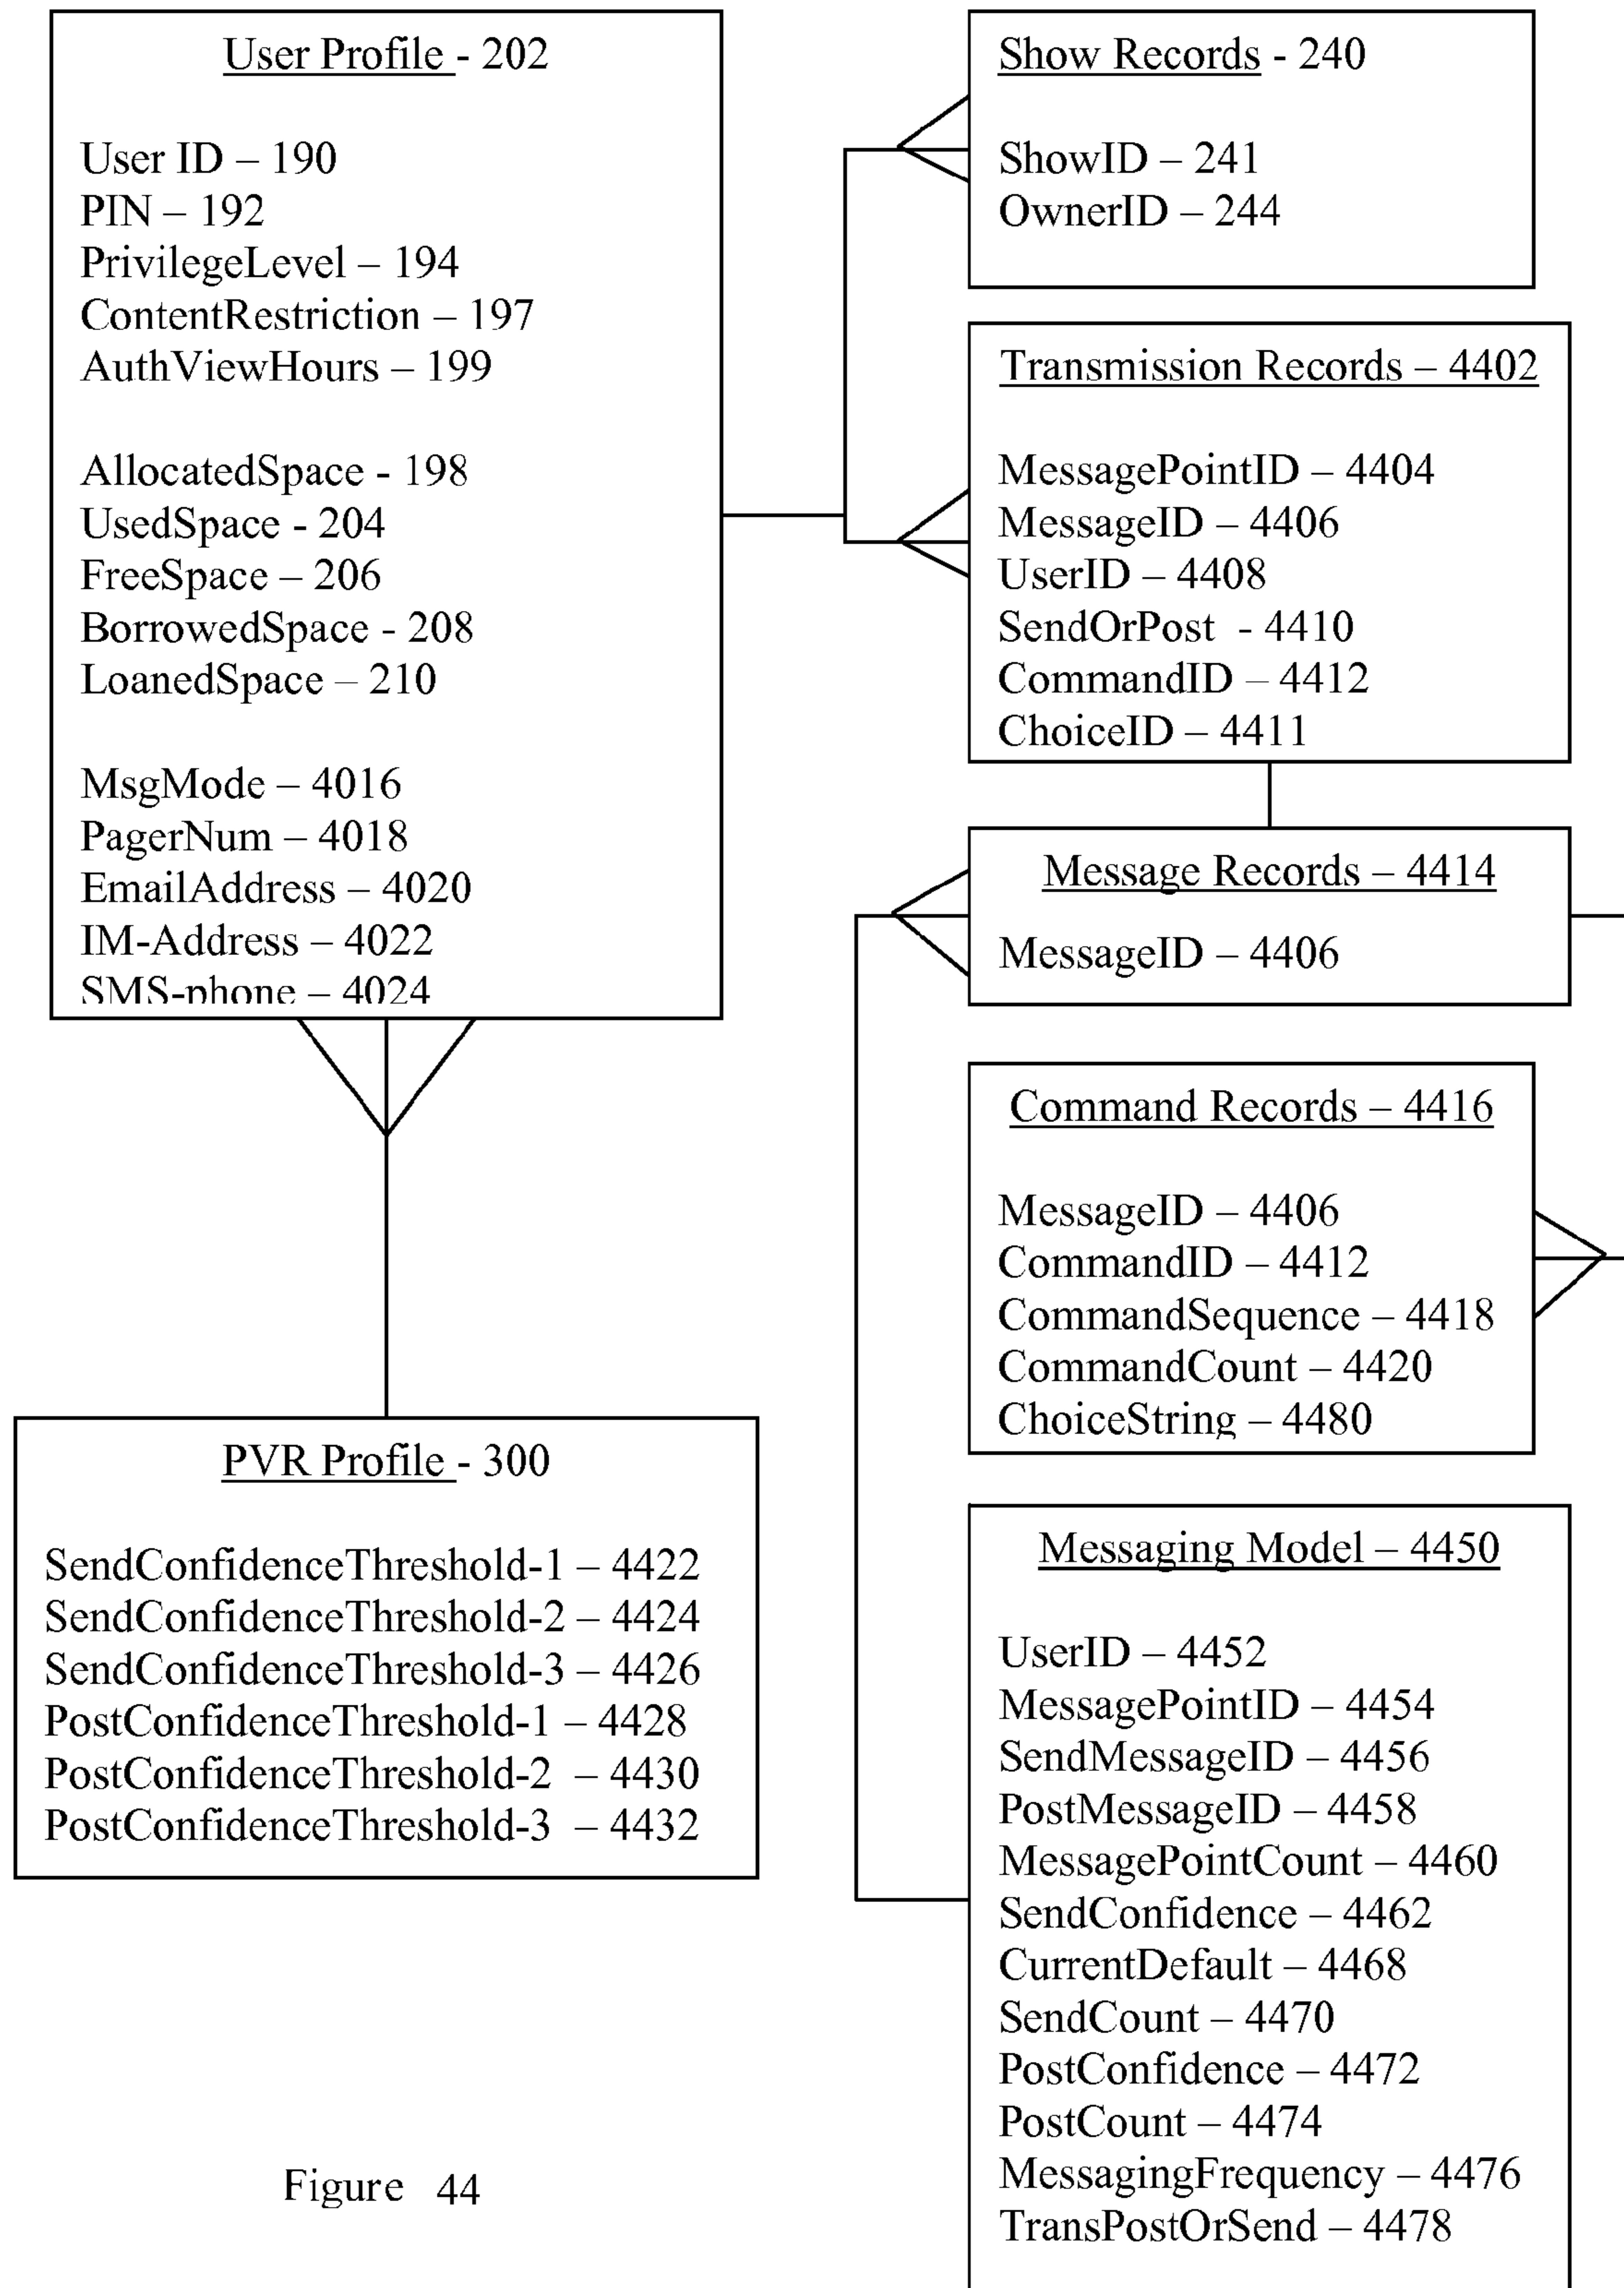 User Profile - 202
User ID – 190
PIN – 192
PrivilegeLevel – 194
ContentRestriction – 197
AuthViewHours – 199
AllocatedSpace - 198
UsedSpace - 204
FreeSpace – 206
BorrowedSpace - 208
LoanedSpace – 210
MsgMode – 4016
PagerNum – 4018
EmailAddress – 4020
IM-Address – 4022
SMS-phone – 4024
PVR Profile - 300
SendConfidenceThreshold-1 – 4422
SendConfidenceThreshold-2 – 4424
SendConfidenceThreshold-3 – 4426
PostConfidenceThreshold-1 – 4428
PostConfidenceThreshold-2 – 4430
PostConfidenceThreshold-3 – 4432
Show Records - 240
ShowID – 241
OwnerID – 244
Transmission Records – 4402
MessagePointID – 4404
MessageID – 4406
UserID – 4408
SendOrPost - 4410
CommandID – 4412
ChoiceID – 4411
Message Records – 4414
MessageID – 4406
Command Records – 4416
MessageID – 4406
CommandID – 4412
CommandSequence – 4418
CommandCount – 4420
ChoiceString – 4480
Messaging Model – 4450
UserID – 4452
MessagePointID – 4454
SendMessageID – 4456
PostMessageID – 4458
MessagePointCount – 4460
SendConfidence – 4462
CurrentDefault – 4468
SendCount – 4470
PostConfidence – 4472
PostCount – 4474
MessagingFrequency – 4476
TransPostOrSend – 4478
Figure 44